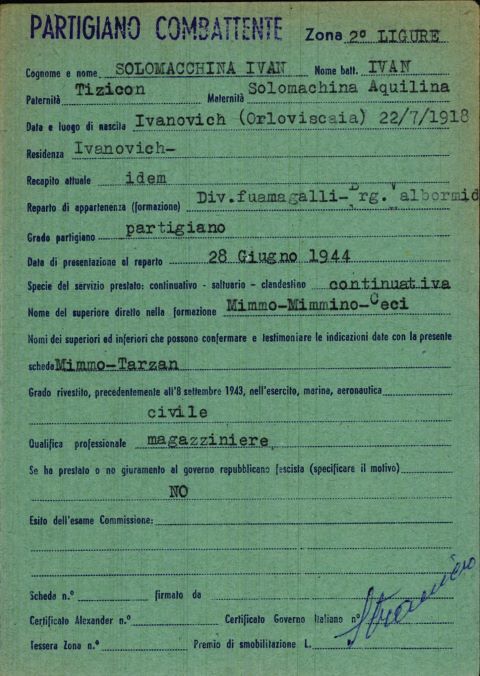 PARTIGIANO COMBATTENTE Zona 2º LIGURE
Cognome e nome SOLOMACCHINA IVAN Nome batt. IVAN
Paternità Tizicon Maternità Solomachina Aquilina
Data e luogo di nascita Ivanovich (Orloviscaia) 22/7/1918
Residenza Ivanovich-
Recapito attuale idem
Reparto di appartenenza (formazione) Div.fuamagalli-Brg.Valbormid
Grado partigiano partigiano
Data di presentazione al reparto 28 Giugno 1944
Specie del servizio prestato: continuativo - saltuario - clandestino continuativa
Nome del superiore diretto nella formazione Mimmo-Mimmino-Ceci
Nomi dei superiori ed inferiori che possono confermare e testimoniare le indicazioni date con la presente
scheda Mimmo-Tarzan
Grado rivestito, precedentemente all'8 settembre 1943, nell'esercito, marina, aeronautica
civile
Qualifica professionale magazziniere
Se ha prestato o no giuramento al governo repubblicano fascista (specificare il motivo)
NO
Esito dell'esame Commissione:
Scheda n.º firmato da
Certificato Alexander n.º Certificato Governo Italiano nº
Tessera Zona n.º Premio di smobilitazione L.
Straniero